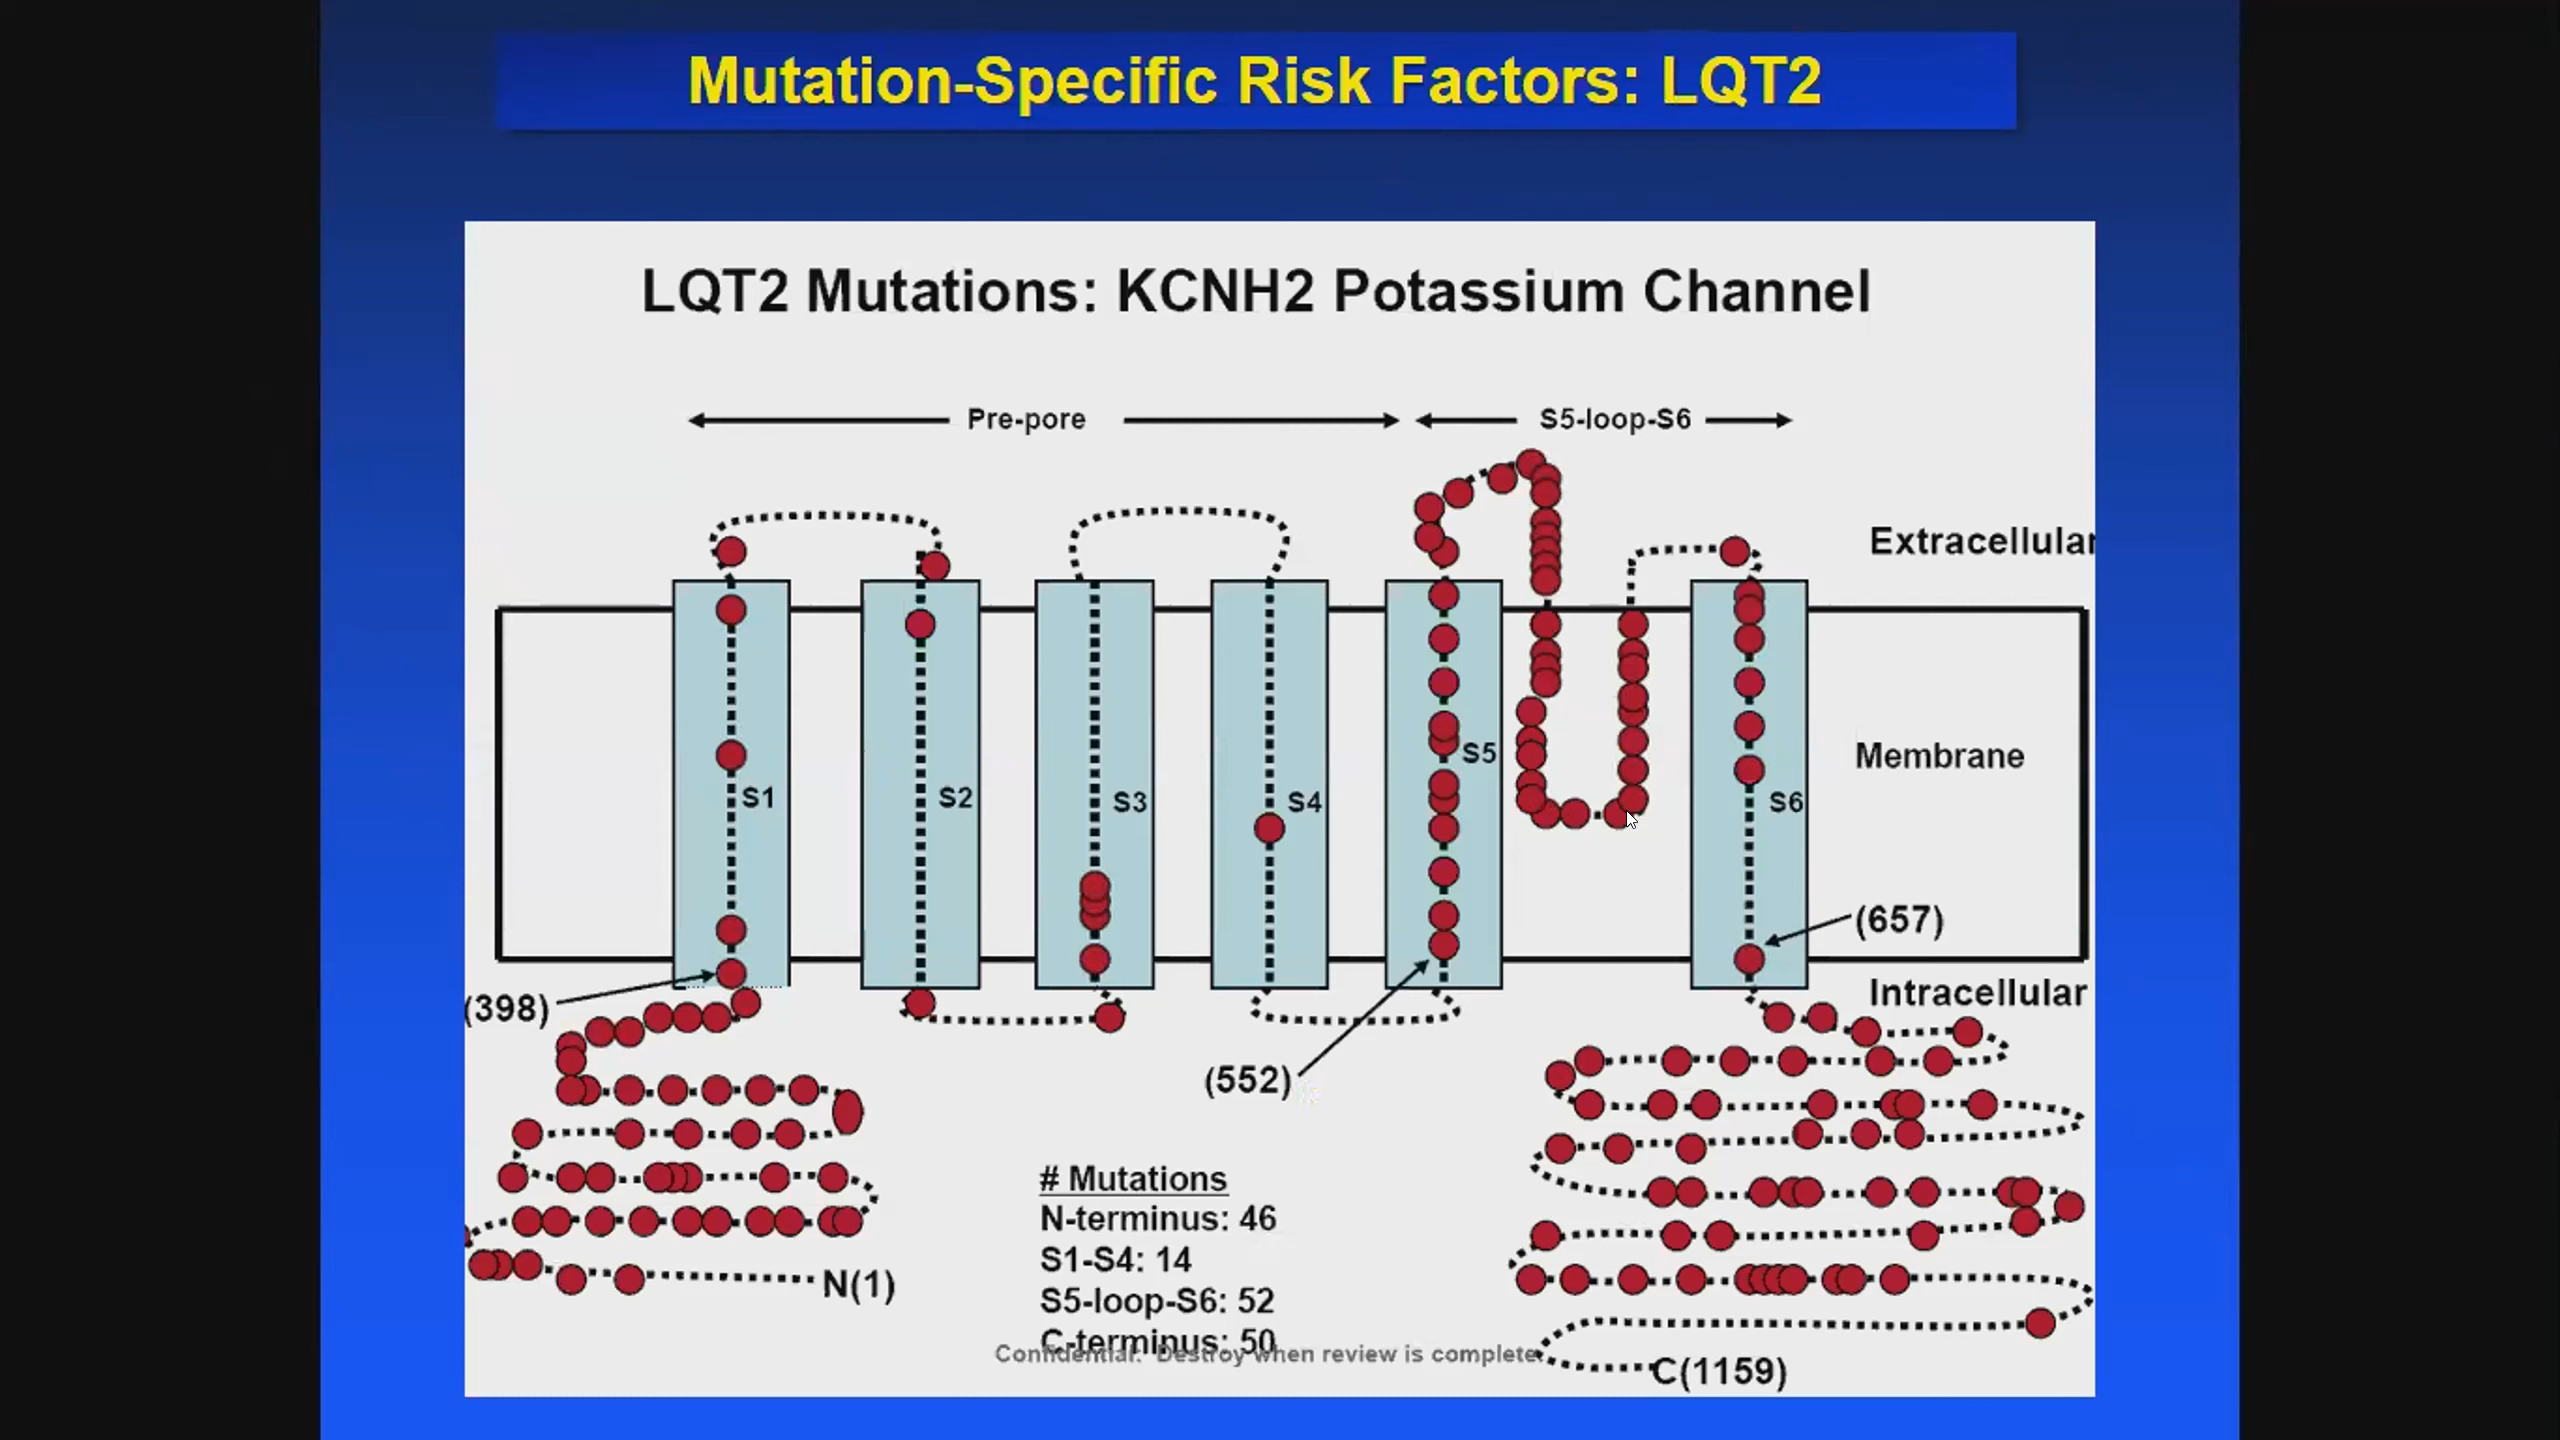 Mutation-Specific Risk Factors: LQT2
LQT2 Mutations: KCNH2 Potassium Channel
Pre-pore
S5-loop-S6
Extracellular
S1
S2
S3
S4
S5
S6
Membrane
(657)
(398)
Intracellular
(552)
# Mutations
N-terminus: 46
S1-S4: 14
S5-loop-S6: 52
C-terminus: 50
N(1)
Confidential. Destroy when review is complete.
C(1159)